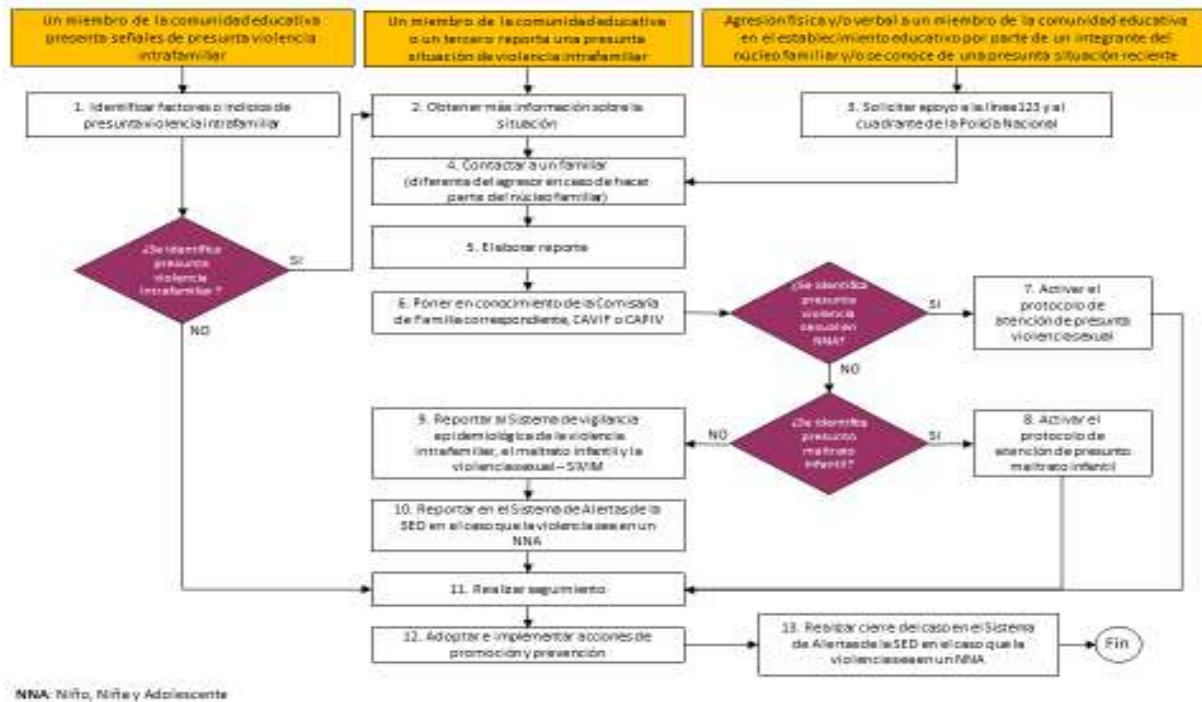 Un miembro de la comunidad educativa
presenta señales de presunta violencia
intrafamiliar
Un miembro de la comunidad educativa
o un tercero reporta una presunta
situación de violencia intrafamiliar
Agresión física y/o verbal a un miembro de la comunidad educativa
en el establecimiento educativo por parte de un integrante del
núcleo familiar y/o se conoce de una presunta situación reciente
1. Identificar factores o indicios de
presunta violencia intrafamiliar
2. Obtener más información sobre la
situación
3. Solicitar apoyo a la línea 123 y al
cuadrante de la Policía Nacional
4. Contactar a un familiar
(diferente del agresor en caso de hacer
parte del núcleo familiar)
¿Se identifica
presunta
violencia
intrafamiliar?
SI
NO
5. Elaborar reporte
6. Poner en conocimiento de la Comisaría
de Familia correspondiente, CAVIF o CAPIV
¿Se identifica
presunta
violencia
sexual en
NNA?
SI
NO
7. Activar el
protocolo de
atención de presunta
violencia sexual
¿Se identifica
presunto
maltrato
infantil?
SI
NO
8. Activar el
protocolo de
atención de presunto
maltrato infantil
9. Reportar al Sistema de vigilancia
epidemiológica de la violencia
intrafamiliar, el maltrato infantil y la
violencia sexual – SIVIM
10. Reportar en el Sistema de Alertas de la
SED en el caso que la violencia sea en un
NNA
11. Realizar seguimiento
12. Adoptar e implementar acciones de
promoción y prevención
13. Realizar cierre del caso en el Sistema
de Alertas de la SED en el caso que la
violencia sea en un NNA
Fin
NNA: Niño, Niña y Adolescente